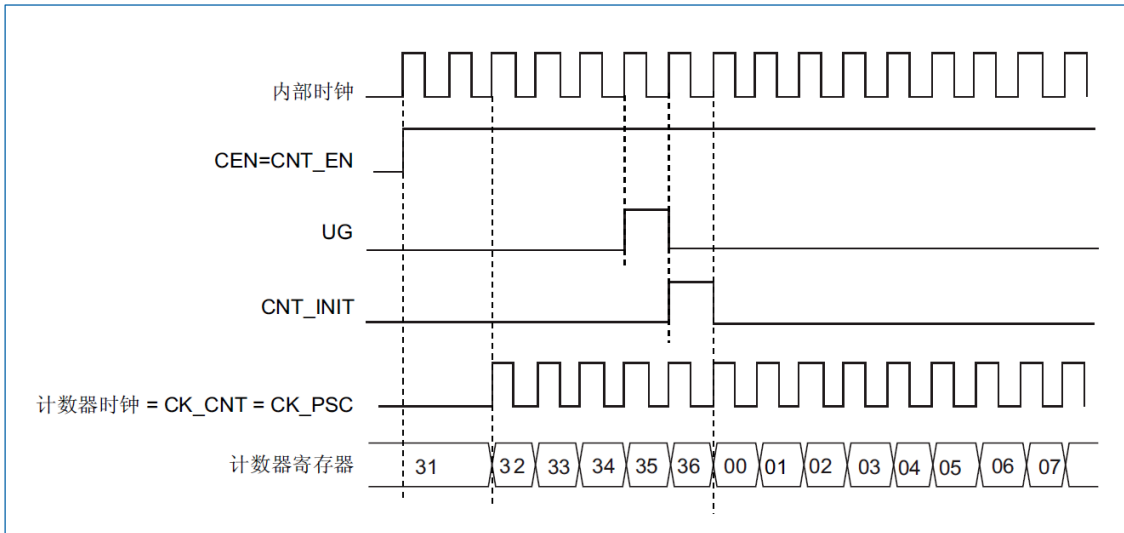 内部时钟
CEN=CNT_EN
UG
CNT_INIT
计数器时钟 = CK_CNT = CK_PSC
计数器寄存器 31 32 33 34 35 36 00 01 02 03 04 05 06 07